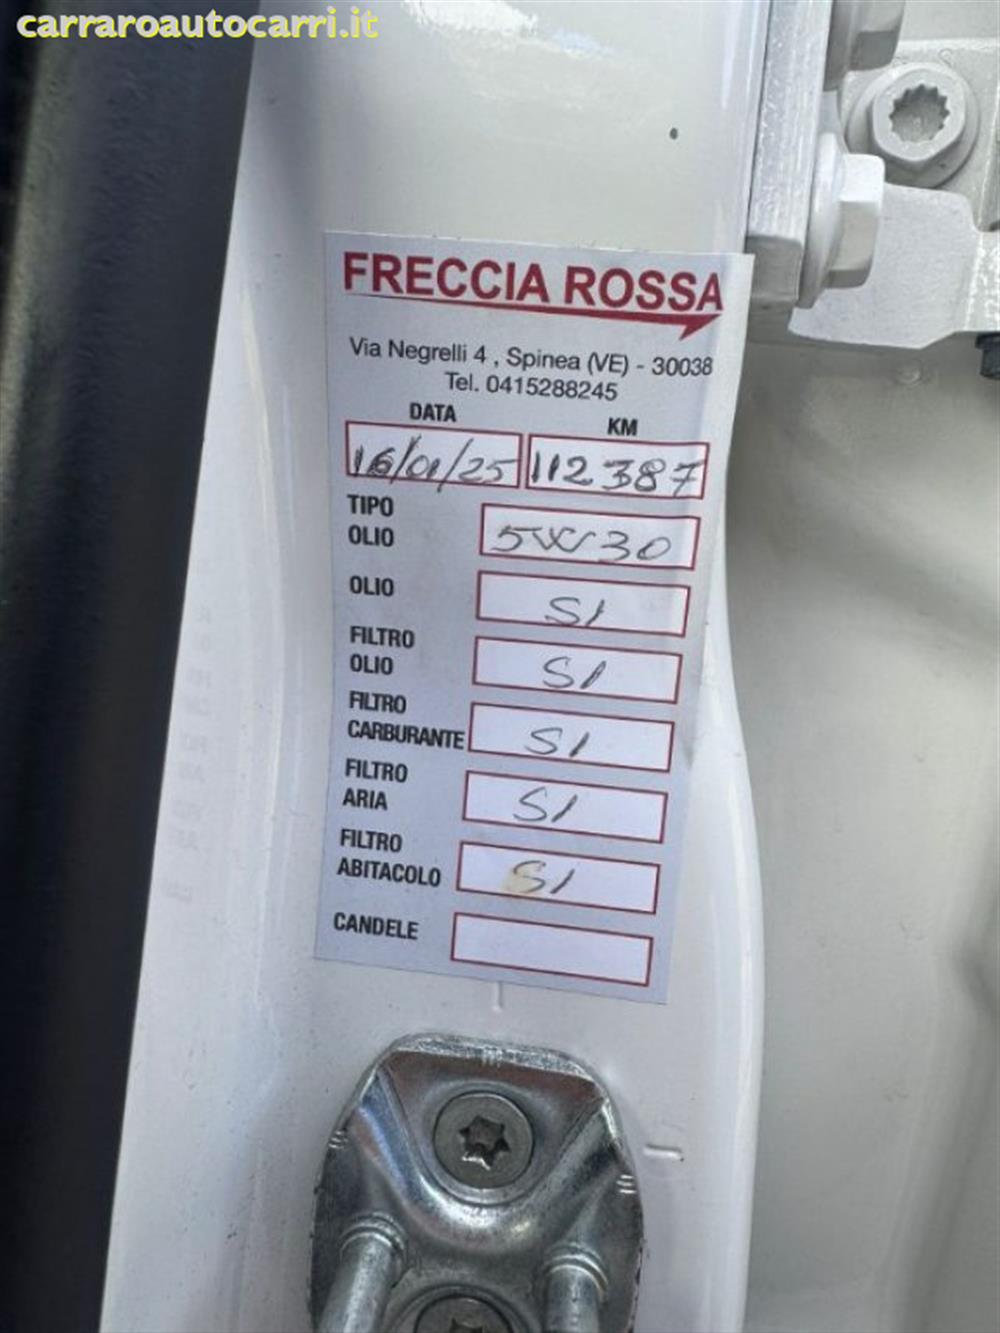 carraroautocarri.it
FRECCIA ROSSA
Via Negrelli 4 , Spinea (VE) - 30038
Tel. 0415288245
DATA KM
16/01/25 112387
TIPO
OLIO 5W30
OLIO SI
FILTRO
OLIO SI
FILTRO
CARBURANTE SI
FILTRO
ARIA SI
FILTRO
ABITACOLO SI
CANDELE